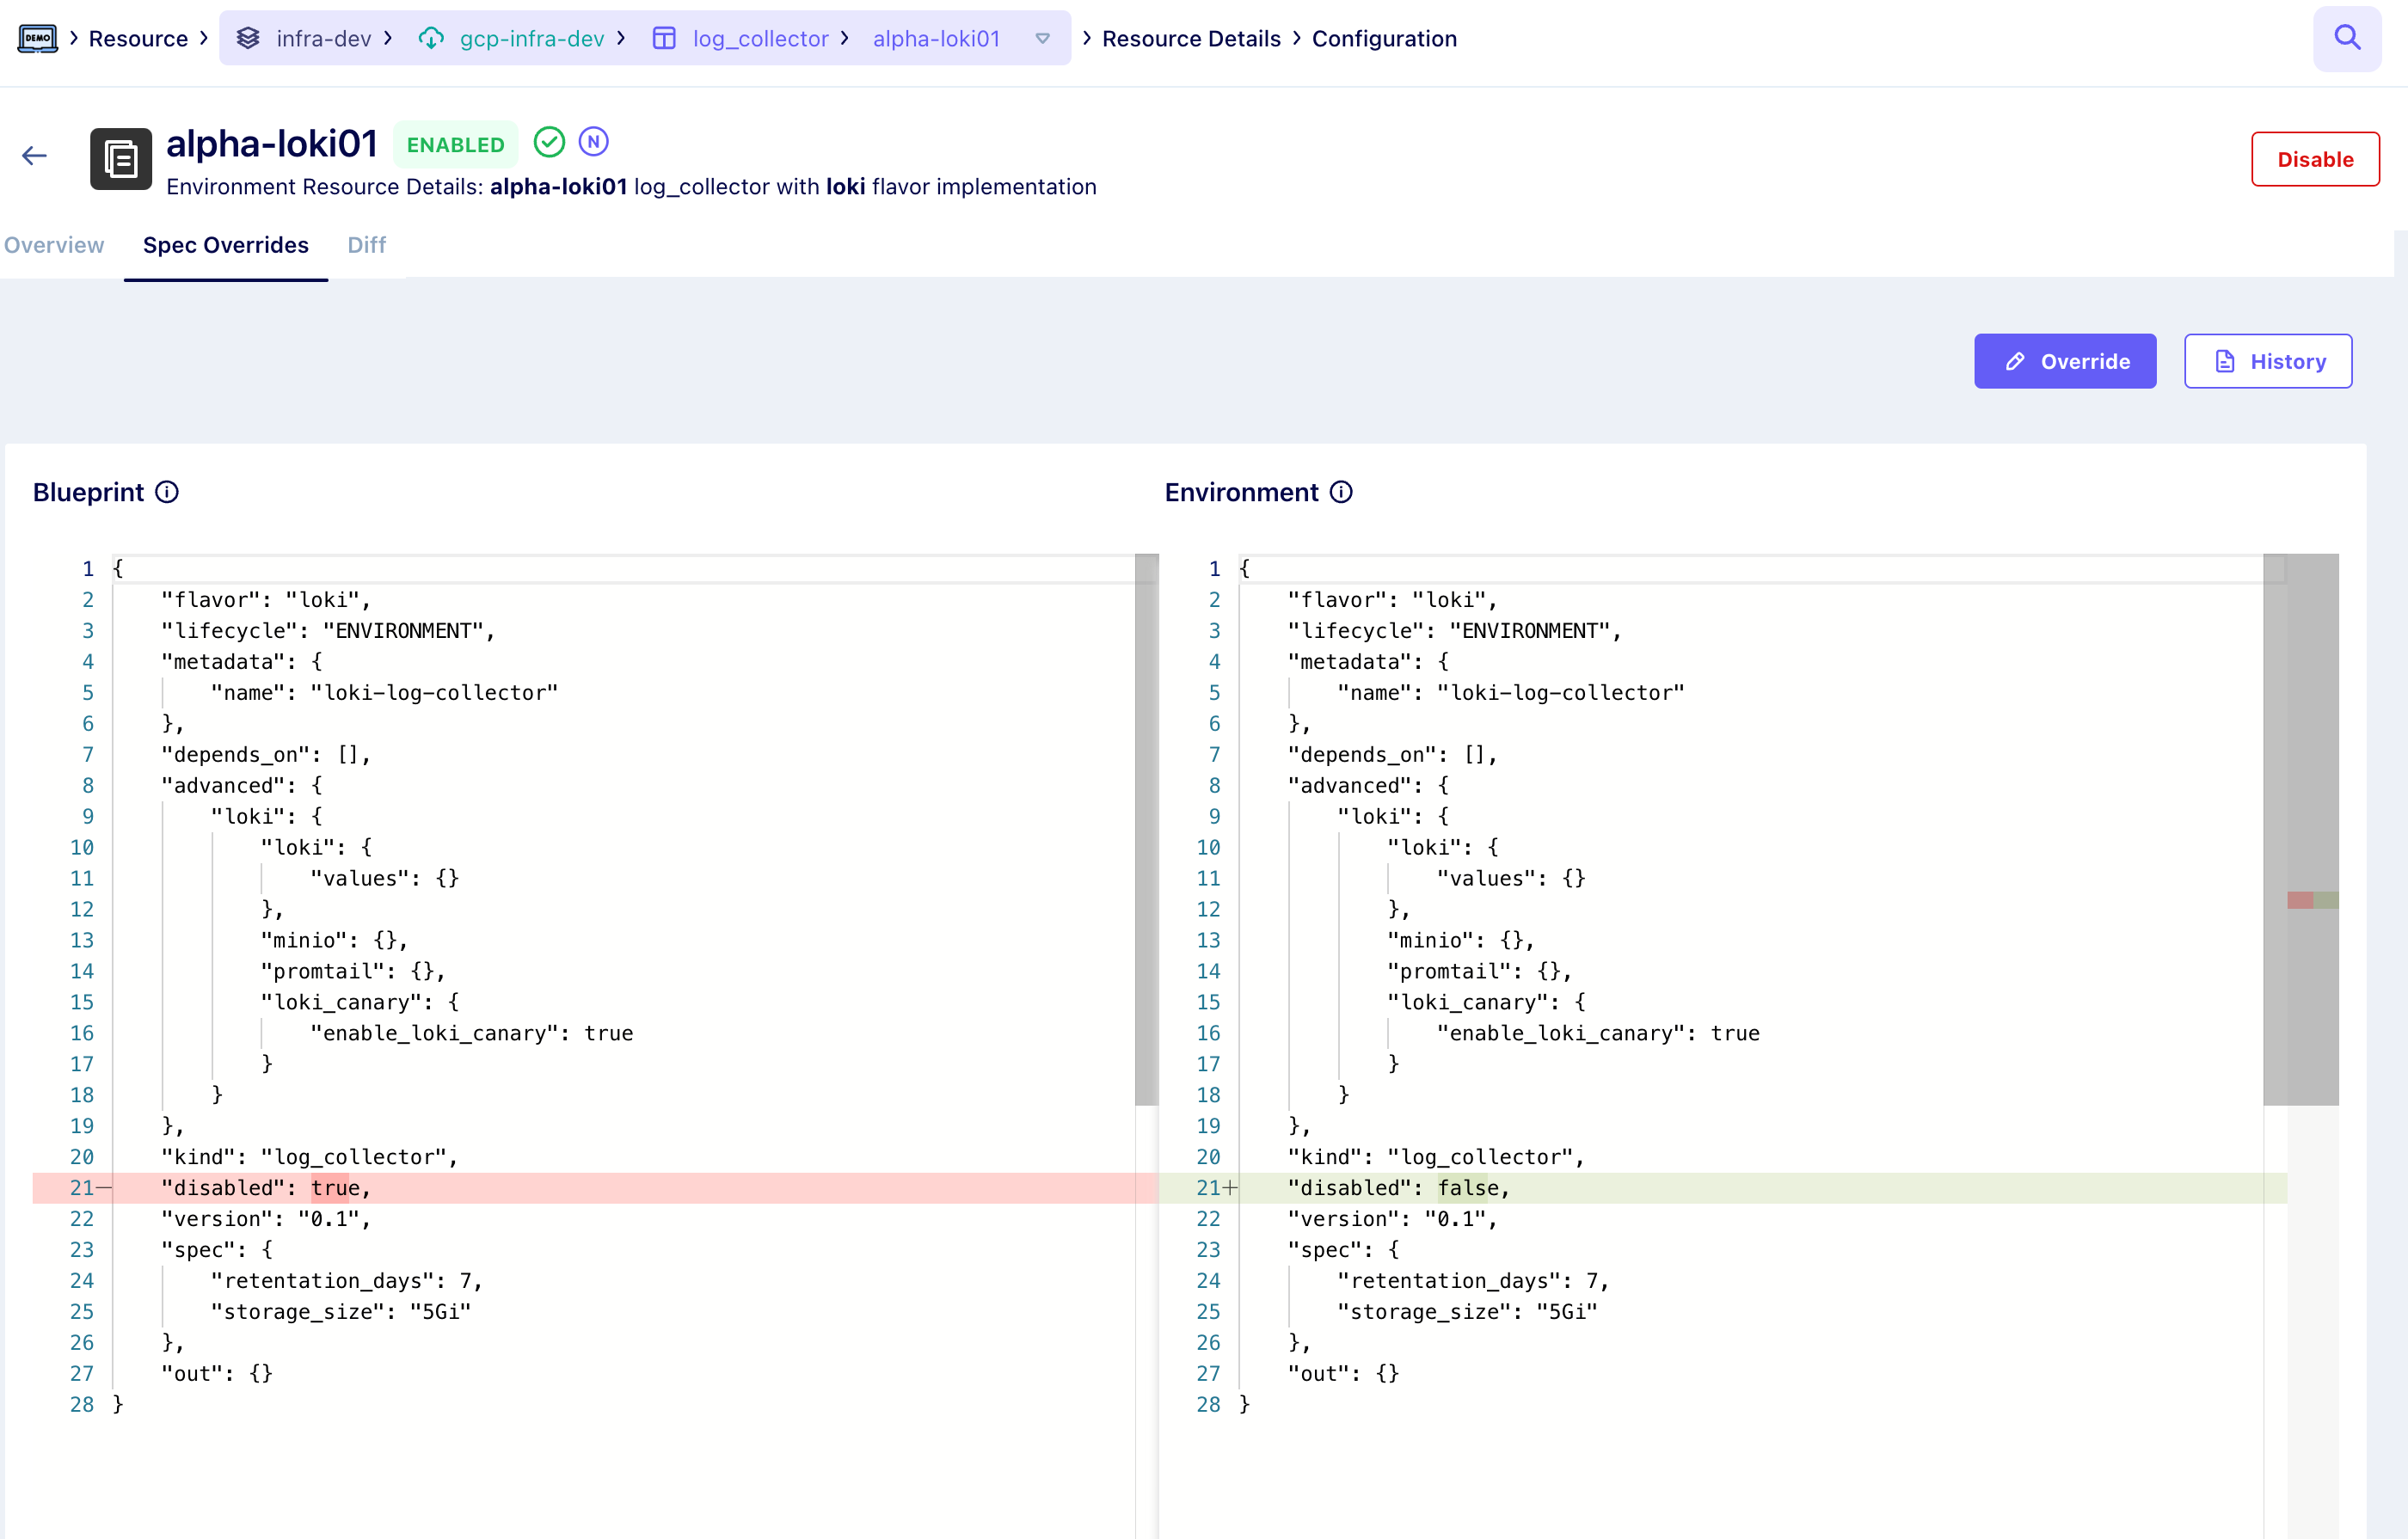 DEMO > Resource > infra-dev > gcp-infra-dev > log_collector > alpha-loki01 > Resource Details > Configuration
alpha-loki01 ENABLED N
Environment Resource Details: alpha-loki01 log_collector with loki flavor implementation
Disable
Overview Spec Overrides Diff
Override History
Blueprint
1 {
2 "flavor": "loki",
3 "lifecycle": "ENVIRONMENT",
4 "metadata": {
5 "name": "loki-log-collector"
6 },
7 "depends_on": [],
8 "advanced": {
9 "loki": {
10 "loki": {
11 "values": {}
12 },
13 "minio": {},
14 "promtail": {},
15 "loki_canary": {
16 "enable_loki_canary": true
17 }
18 }
19 },
20 "kind": "log_collector",
21− "disabled": true,
22 "version": "0.1",
23 "spec": {
24 "retentation_days": 7,
25 "storage_size": "5Gi"
26 },
27 "out": {}
28 }
Environment
1 {
2 "flavor": "loki",
3 "lifecycle": "ENVIRONMENT",
4 "metadata": {
5 "name": "loki-log-collector"
6 },
7 "depends_on": [],
8 "advanced": {
9 "loki": {
10 "loki": {
11 "values": {}
12 },
13 "minio": {},
14 "promtail": {},
15 "loki_canary": {
16 "enable_loki_canary": true
17 }
18 }
19 },
20 "kind": "log_collector",
21+ "disabled": false,
22 "version": "0.1",
23 "spec": {
24 "retentation_days": 7,
25 "storage_size": "5Gi"
26 },
27 "out": {}
28 }